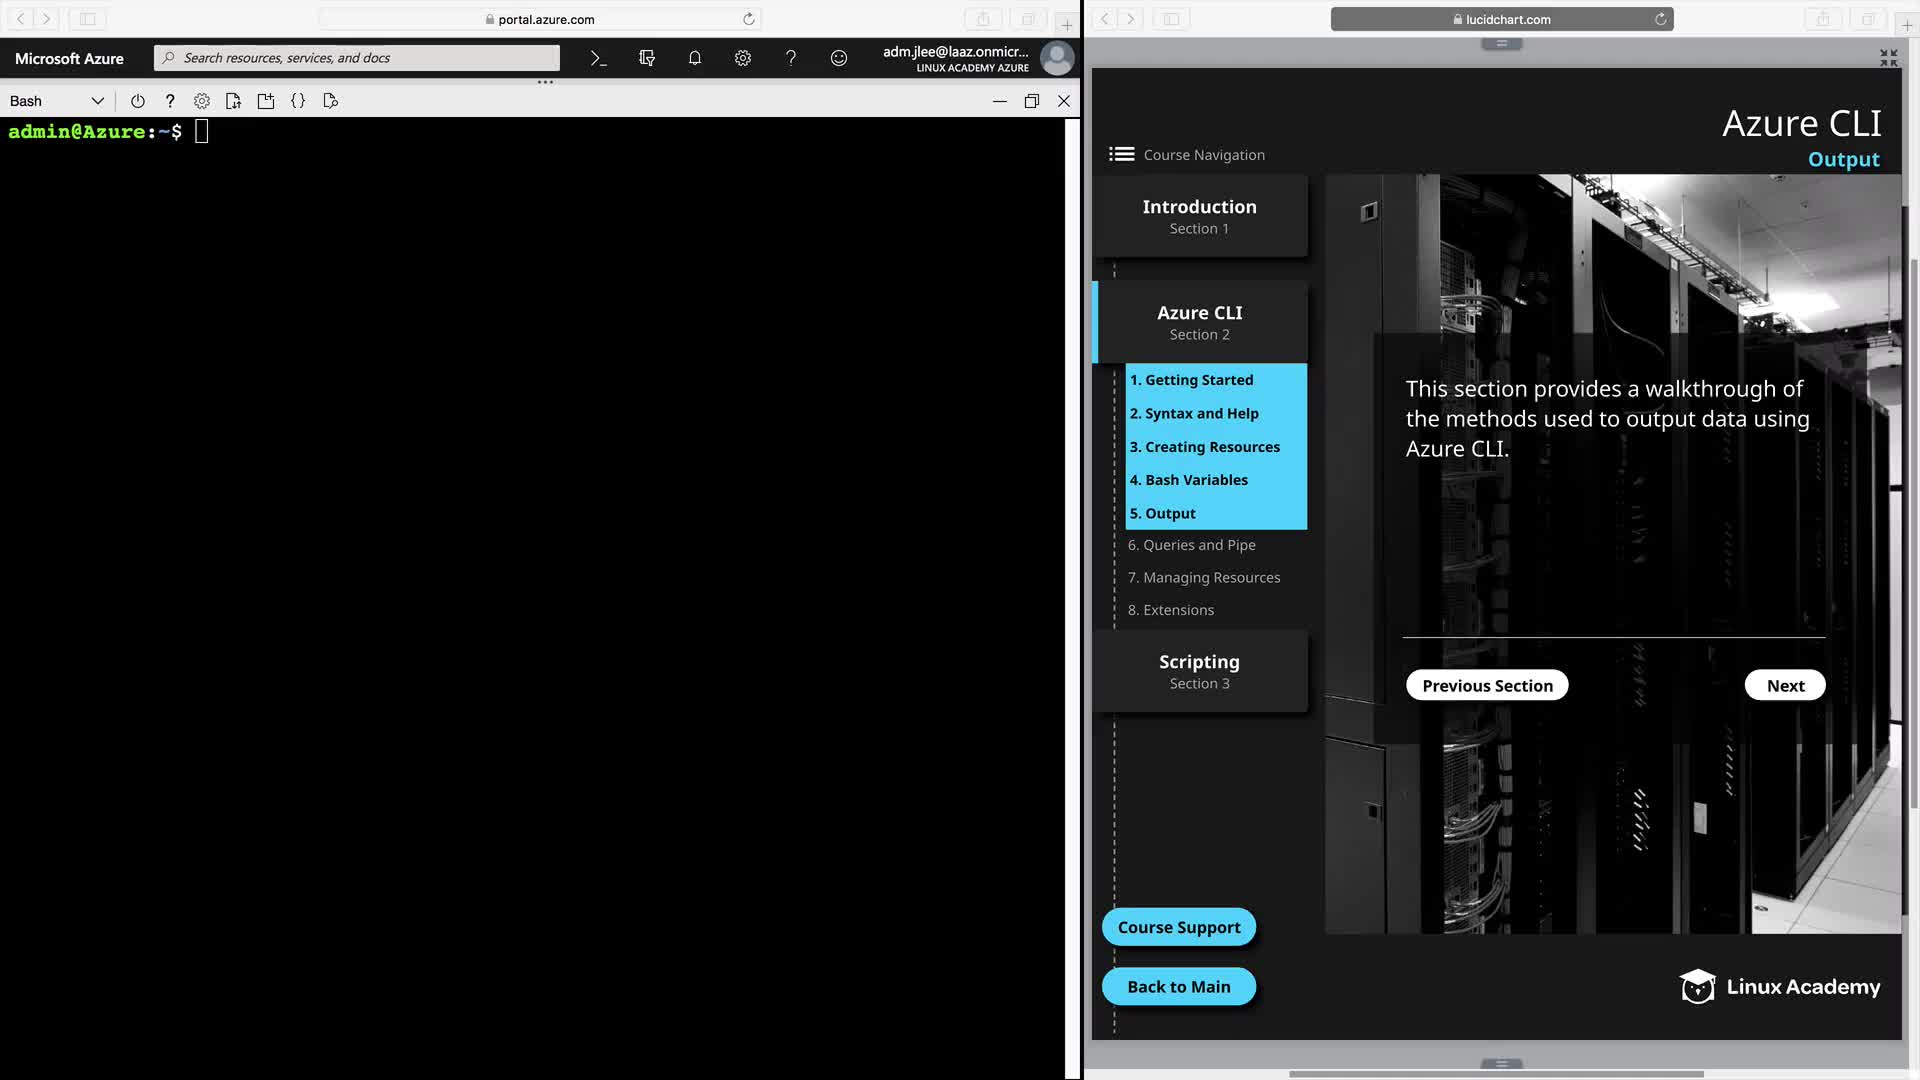 portal.azure.com
Microsoft Azure
Search resources, services, and docs
adm.jlee@laaz.onmicr...
LINUX ACADEMY AZURE
Bash
admin@Azure:~$
lucidchart.com
Azure CLI
Output
Course Navigation
Introduction
Section 1
Azure CLI
Section 2
1. Getting Started
2. Syntax and Help
3. Creating Resources
4. Bash Variables
5. Output
6. Queries and Pipe
7. Managing Resources
8. Extensions
Scripting
Section 3
This section provides a walkthrough of
the methods used to output data using
Azure CLI.
Previous Section
Next
Course Support
Back to Main
Linux Academy